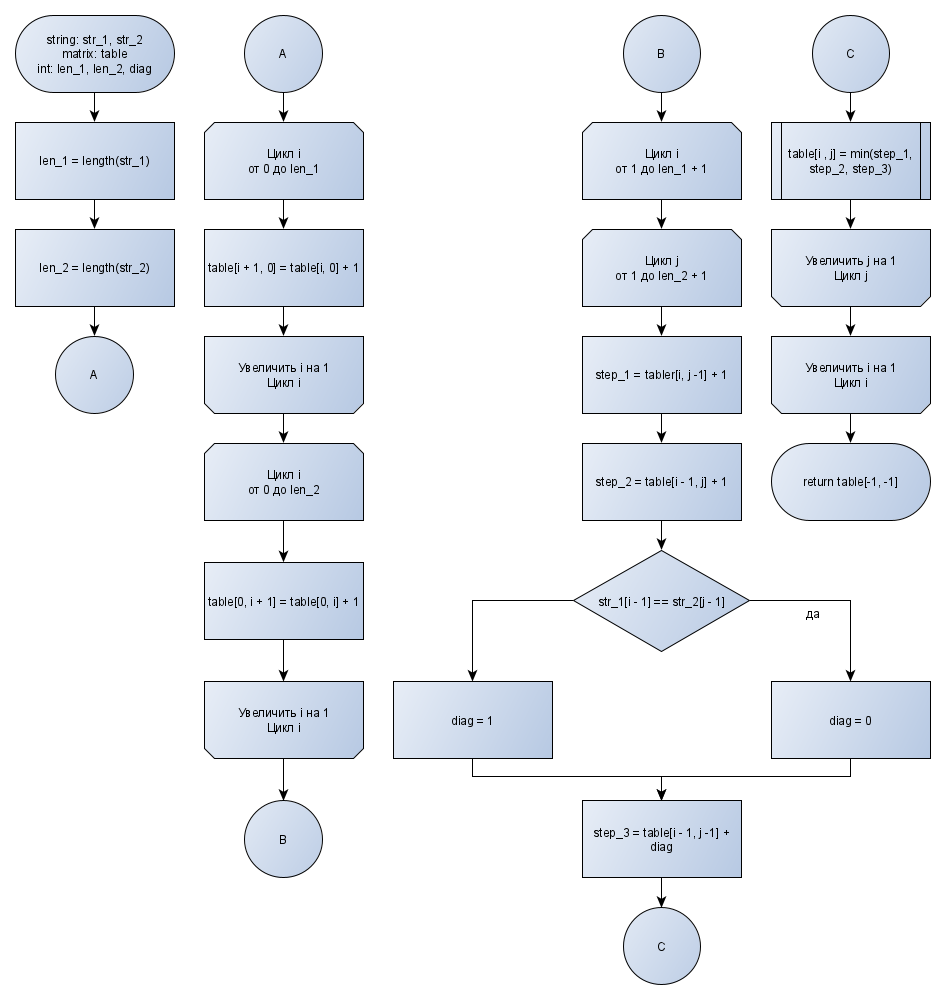 string: str_1, str_2
matrix: table
int: len_1, len_2, diag
len_1 = length(str_1)
len_2 = length(str_2)
A
A
Цикл i
от 0 до len_1
table[i + 1, 0] = table[i, 0] + 1
Увеличить i на 1
Цикл i
Цикл i
от 0 до len_2
table[0, i + 1] = table[0, i] + 1
Увеличить i на 1
Цикл i
B
B
Цикл i
от 1 до len_1 + 1
Цикл j
от 1 до len_2 + 1
step_1 = tabler[i, j -1] + 1
step_2 = table[i - 1, j] + 1
str_1[i - 1] == str_2[j - 1]
да
diag = 1
diag = 0
step_3 = table[i - 1, j -1] +
diag
C
C
table[i , j] = min(step_1,
step_2, step_3)
Увеличить j на 1
Цикл j
Увеличить i на 1
Цикл i
return table[-1, -1]